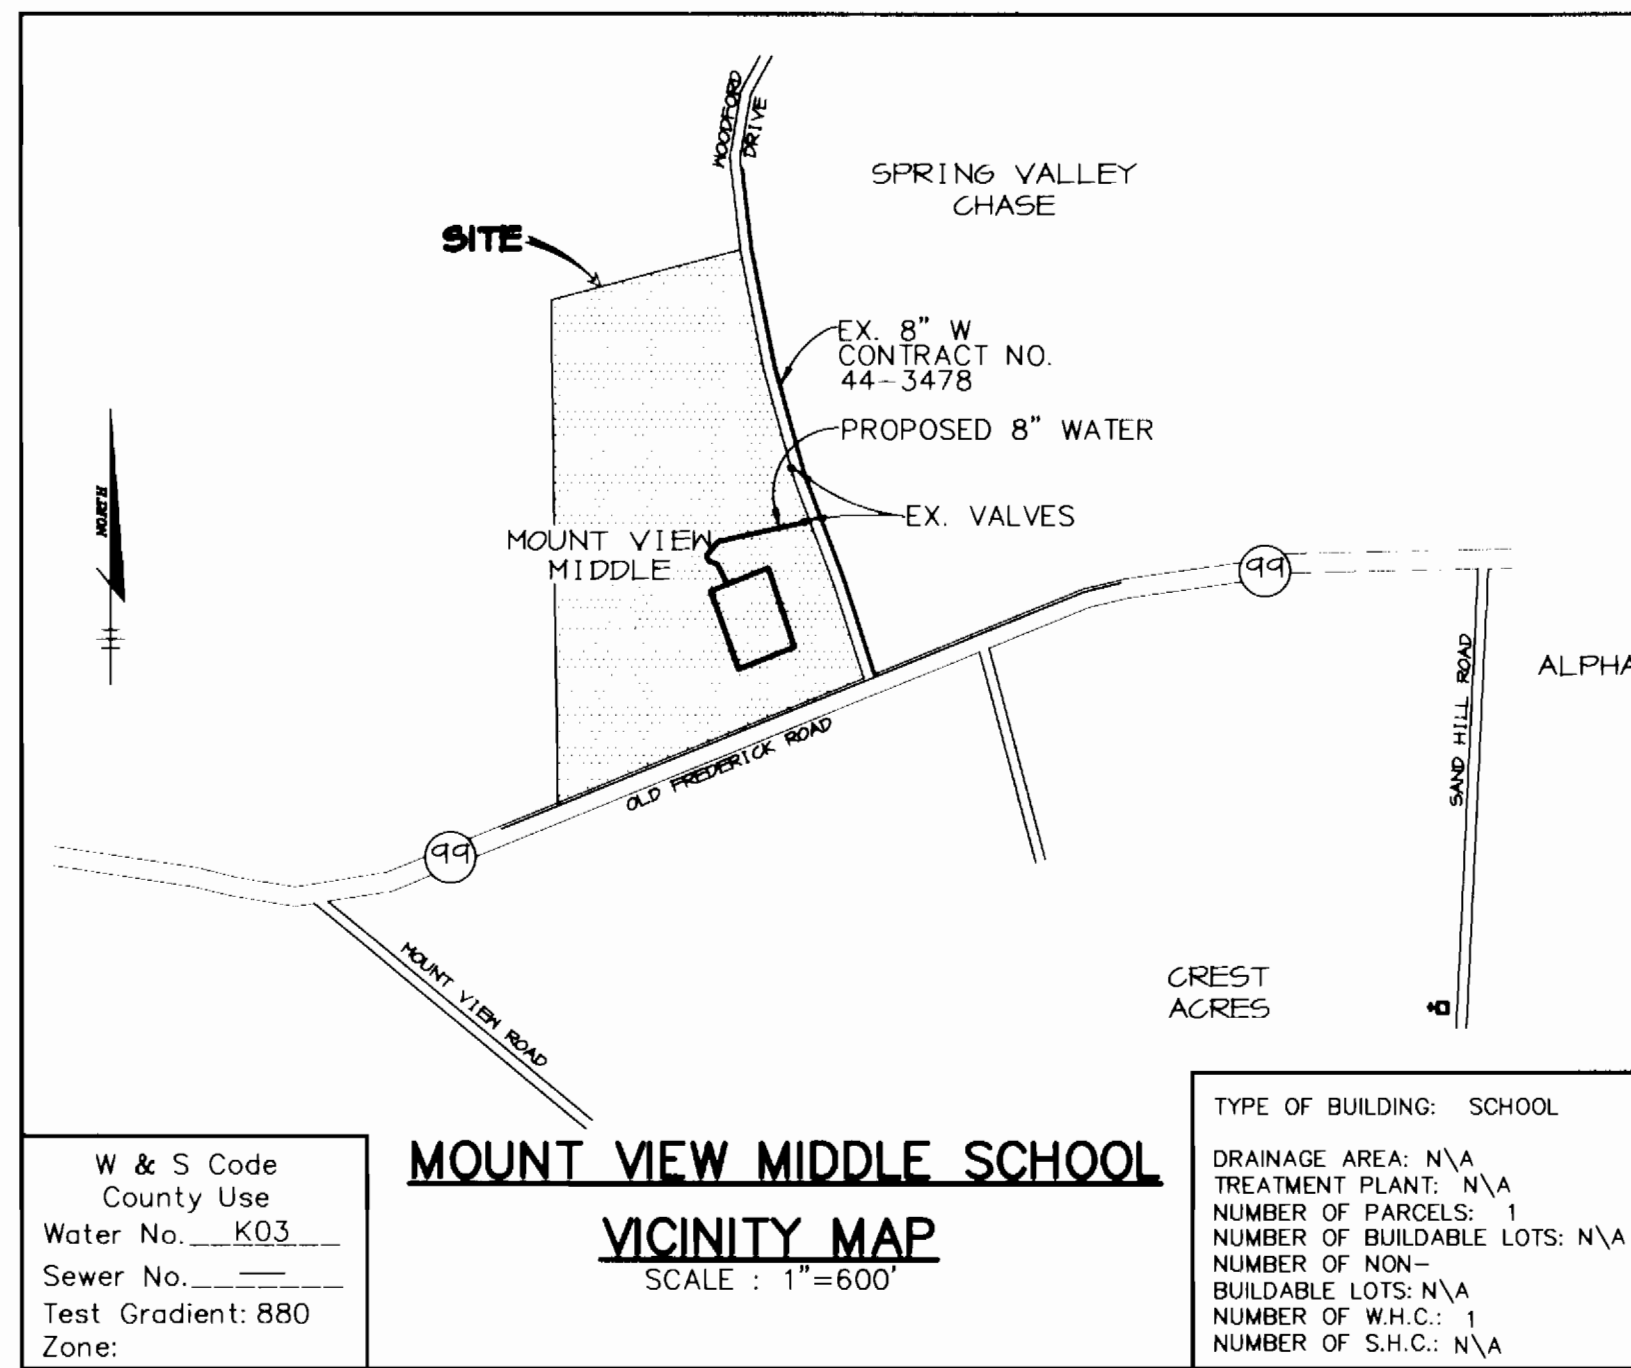 WOODFORD
DRIVE
SPRING VALLEY
CHASE
SITE
EX. 8" W
CONTRACT NO.
44-3478
PROPOSED 8" WATER
EX. VALVES
NORTH
MOUNT VIEW
MIDDLE
99
SAND HILL ROAD
ALPHA
OLD FREDERICK ROAD
99
MOUNT VIEW ROAD
CREST
ACRES
MOUNT VIEW MIDDLE SCHOOL
VICINITY MAP
SCALE : 1"=600'
W & S Code
County Use
Water No. K03
Sewer No. —
Test Gradient: 880
Zone:
TYPE OF BUILDING: SCHOOL
DRAINAGE AREA: N\A
TREATMENT PLANT: N\A
NUMBER OF PARCELS: 1
NUMBER OF BUILDABLE LOTS: N\A
NUMBER OF NON-
BUILDABLE LOTS: N\A
NUMBER OF W.H.C.: 1
NUMBER OF S.H.C.: N\A